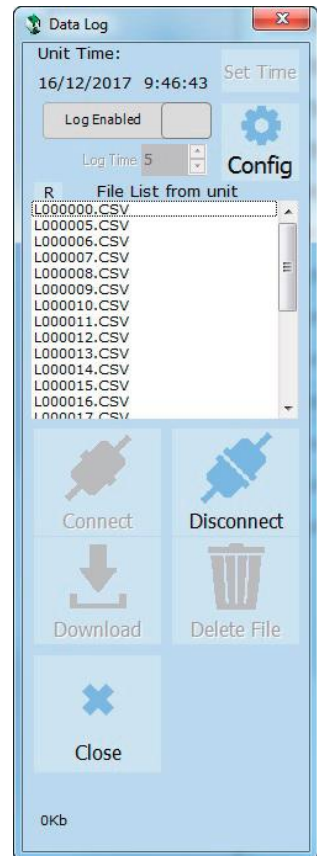 Data Log
Unit Time:
16/12/2017 9:46:43
Set Time
Log Enabled
Log Time 5
Config
R File List from unit
L000000.CSV
L000005.CSV
L000006.CSV
L000007.CSV
L000008.CSV
L000009.CSV
L000010.CSV
L000011.CSV
L000012.CSV
L000013.CSV
L000014.CSV
L000015.CSV
L000016.CSV
L000017.CSV
Connect
Disconnect
Download
Delete File
Close
0Kb